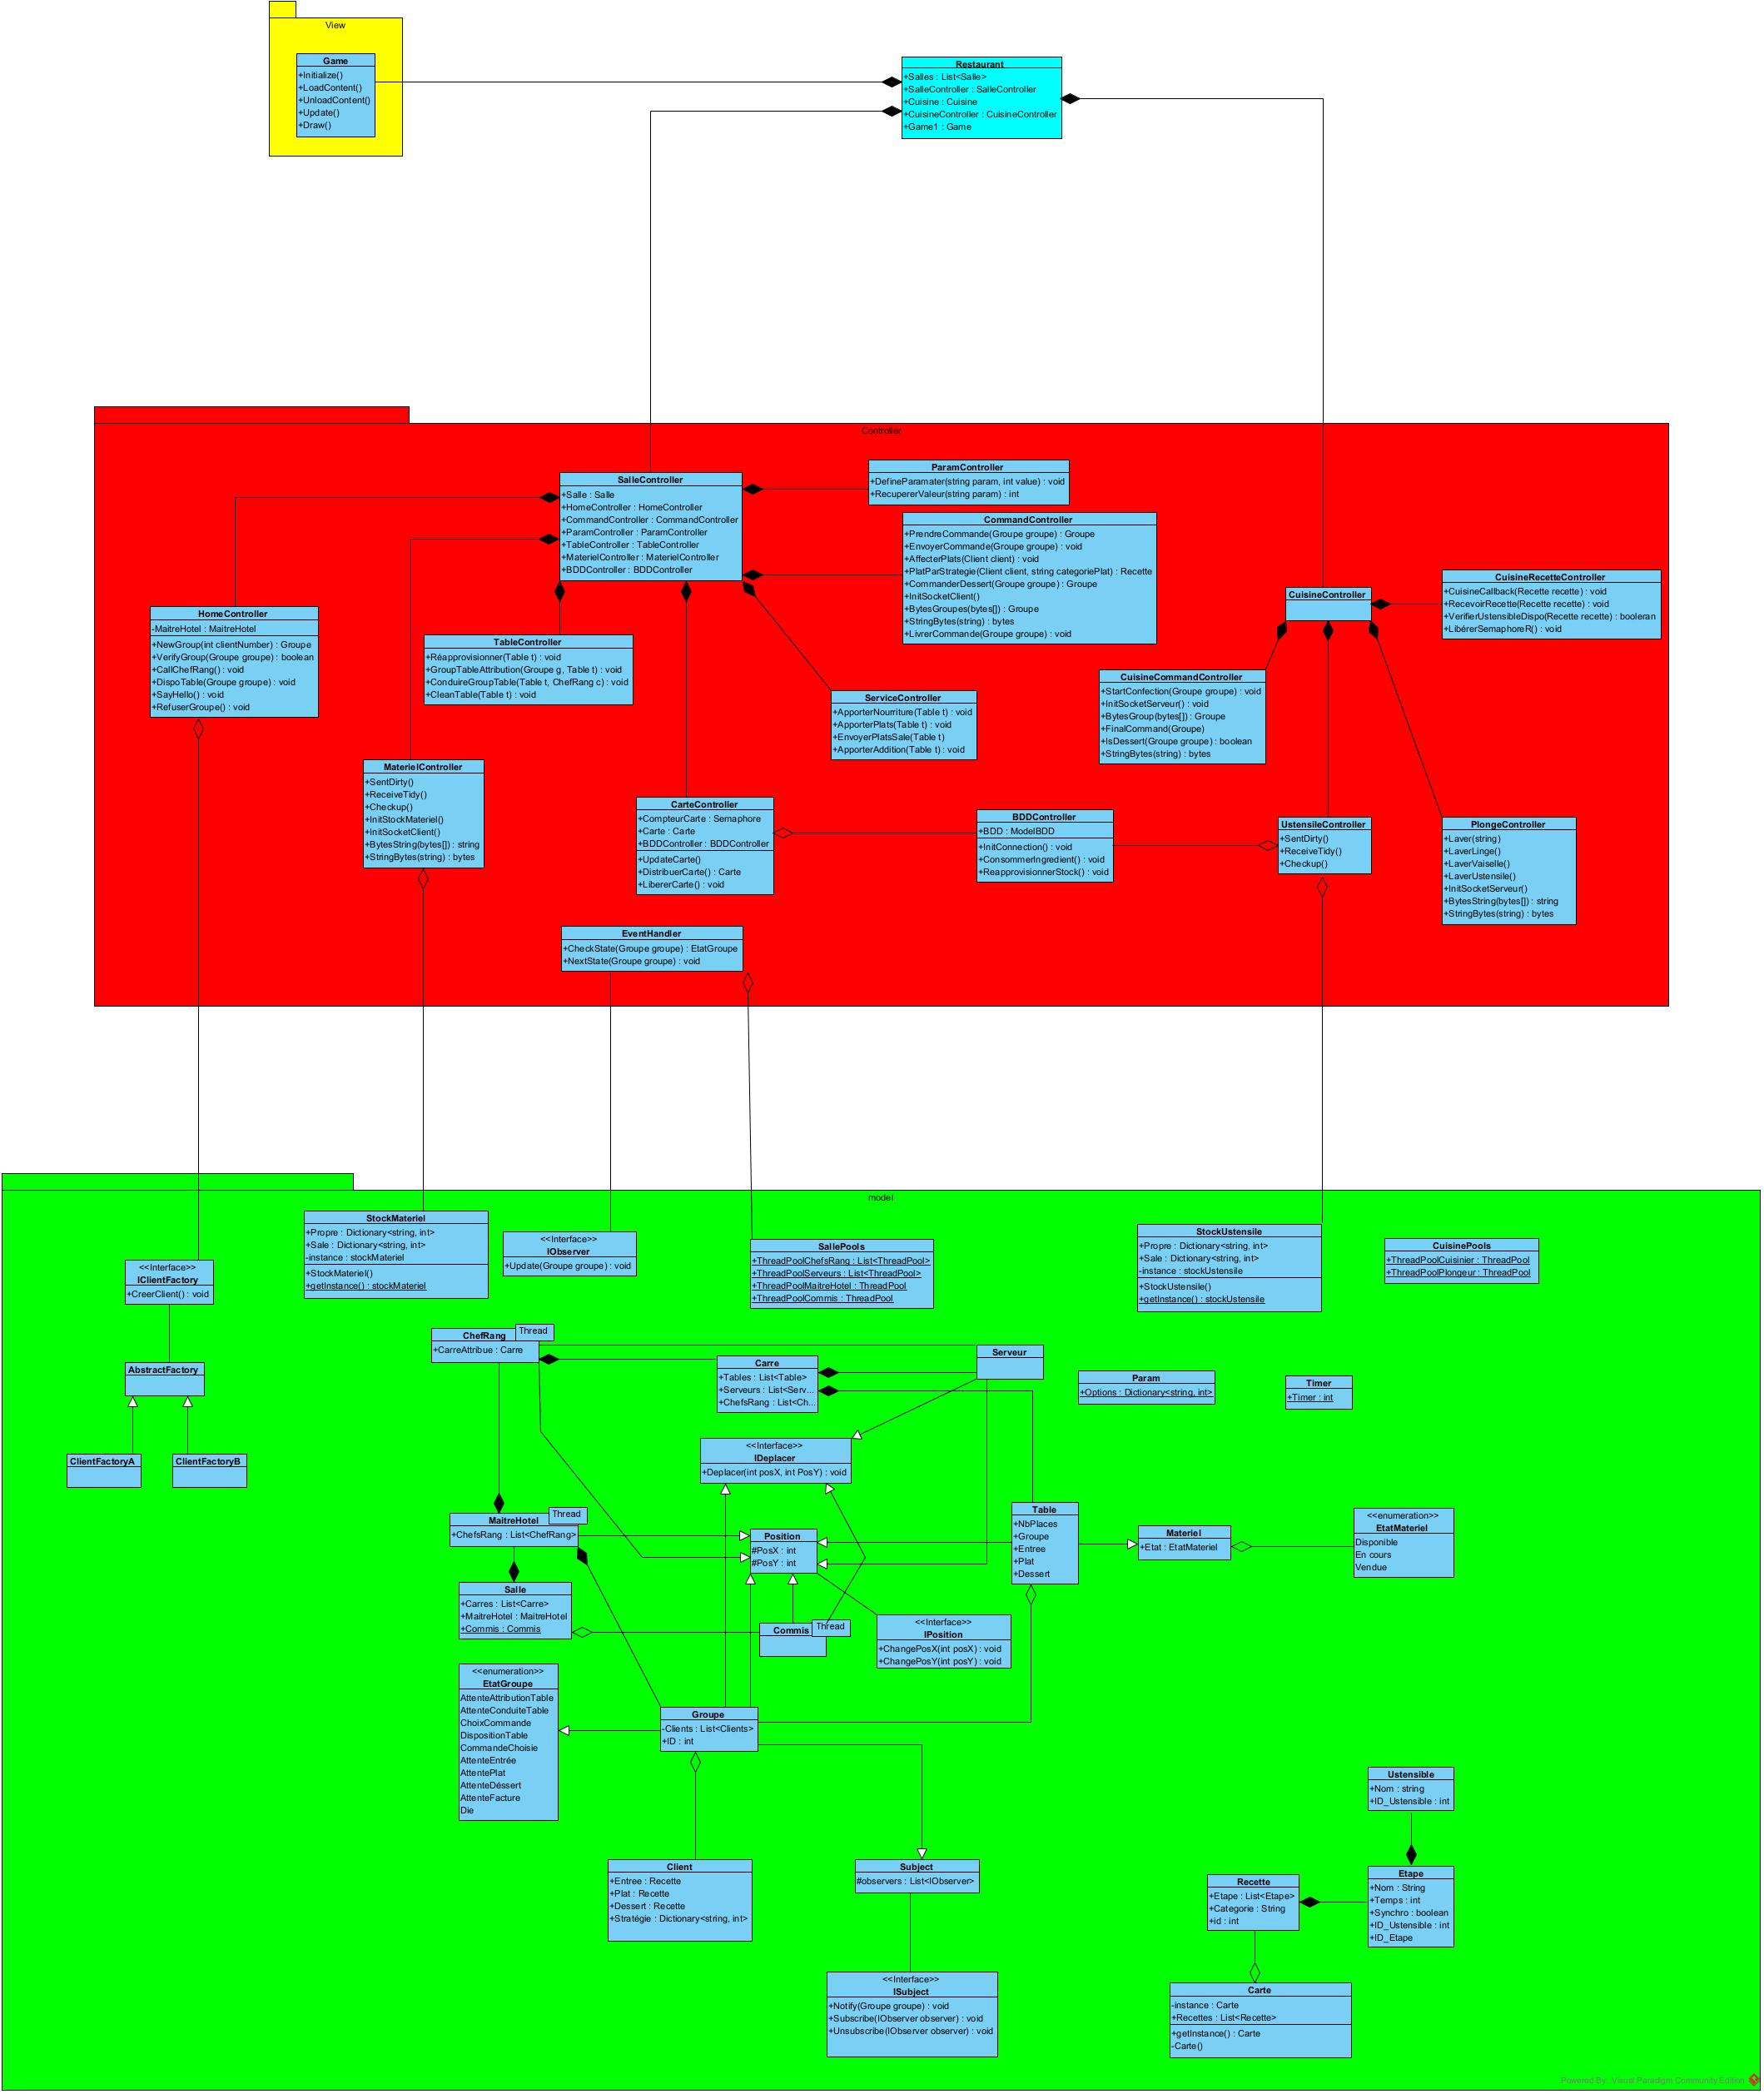 View
Game
+Initialize()
+LoadContent()
+UnloadContent()
+Update()
+Draw()
Restaurant
+Salles : List<Salle>
+SalleController : SalleController
+Cuisine : Cuisine
+CuisineController : CuisineController
+Game1 : Game
Controller
SalleController
+Salle : Salle
+HomeController : HomeController
+CommandController : CommandController
+ParamController : ParamController
+TableController : TableController
+MaterielController : MaterielController
+BDDController : BDDController
ParamController
+DefineParamater(string param, int value) : void
+RecupererValeur(string param) : int
CommandController
+PrendreCommande(Groupe groupe) : Groupe
+EnvoyerCommande(Groupe groupe) : void
+AffecterPlats(Client client) : void
+PlatParStrategie(Client client, string categoriePlat) : Recette
+CommanderDessert(Groupe groupe) : Groupe
+InitSocketClient()
+BytesGroupes(bytes[]) : Groupe
+StringBytes(string) : bytes
+LivrerCommande(Groupe groupe) : void
CuisineController
CuisineRecetteController
+CuisineCallback(Recette recette) : void
+RecevoirRecette(Recette recette) : void
+VerifierUstensibleDispo(Recette recette) : booleran
+LibérerSemaphoreR() : void
HomeController
-MaitreHotel : MaitreHotel
+NewGroup(int clientNumber) : Groupe
+VerifyGroup(Groupe groupe) : boolean
+CallChefRang() : void
+DispoTable(Groupe groupe) : void
+SayHello() : void
+RefuserGroupe() : void
TableController
+Réapprovisionner(Table t) : void
+GroupTableAttribution(Groupe g, Table t) : void
+ConduireGroupTable(Table t, ChefRang c) : void
+CleanTable(Table t) : void
ServiceController
+ApporterNourriture(Table t) : void
+ApporterPlats(Table t) : void
+EnvoyerPlatsSale(Table t)
+ApporterAddition(Table t) : void
CuisineCommandController
+StartConfection(Groupe groupe) : void
+InitSocketServeur() : void
+BytesGroup(bytes[]) : Groupe
+FinalCommand(Groupe)
+IsDessert(Groupe groupe) : boolean
+StringBytes(string) : bytes
MaterielController
+SentDirty()
+ReceiveTidy()
+Checkup()
+InitStockMateriel()
+InitSocketClient()
+BytesString(bytes[]) : string
+StringBytes(string) : bytes
CarteController
+CompteurCarte : Semaphore
+Carte : Carte
+BDDController : BDDController
+UpdateCarte()
+DistribuerCarte() : Carte
+LibererCarte() : void
BDDController
+BDD : ModelBDD
+InitConnection() : void
+ConsommerIngredient() : void
+ReapprovisionnerStock() : void
UstensileController
+SentDirty()
+ReceiveTidy()
+Checkup()
PlongeController
+Laver(string)
+LaverLinge()
+LaverVaiselle()
+LaverUstensile()
+InitSocketServeur()
+BytesString(bytes[]) : string
+StringBytes(string) : bytes
EventHandler
+CheckState(Groupe groupe) : EtatGroupe
+NextState(Groupe groupe) : void
model
<<Interface>>
IClientFactory
+CreerClient() : void
StockMateriel
+Propre : Dictionary<string, int>
+Sale : Dictionary<string, int>
-instance : stockMateriel
+StockMateriel()
+getInstance() : stockMateriel
<<Interface>>
IObserver
+Update(Groupe groupe) : void
SallePools
+ThreadPoolChefsRang : List<ThreadPool>
+ThreadPoolServeurs : List<ThreadPool>
+ThreadPoolMaitreHotel : ThreadPool
+ThreadPoolCommis : ThreadPool
StockUstensile
+Propre : Dictionary<string, int>
+Sale : Dictionary<string, int>
-instance : stockUstensile
+StockUstensile()
+getInstance() : stockUstensile
CuisinePools
+ThreadPoolCuisinier : ThreadPool
+ThreadPoolPlongeur : ThreadPool
AbstractFactory
ClientFactoryA
ClientFactoryB
Thread
ChefRang
+CarreAttribue : Carre
Carre
+Tables : List<Table>
+Serveurs : List<Serv...
+ChefsRang : List<Ch...
Serveur
Param
+Options : Dictionary<string, int>
Timer
+Timer : int
<<Interface>>
IDeplacer
+Deplacer(int posX, int PosY) : void
Thread
MaitreHotel
+ChefsRang : List<ChefRang>
Position
#PosX : int
#PosY : int
Table
+NbPlaces
+Groupe
+Entree
+Plat
+Dessert
Materiel
+Etat : EtatMateriel
<<enumeration>>
EtatMateriel
Disponible
En cours
Vendue
Salle
+Carres : List<Carre>
+MaitreHotel : MaitreHotel
+Commis : Commis
Thread
Commis
<<Interface>>
IPosition
+ChangePosX(int posX) : void
+ChangePosY(int posY) : void
<<enumeration>>
EtatGroupe
AttenteAttributionTable
AttenteConduiteTable
ChoixCommande
DispositionTable
CommandeChoisie
AttenteEntrée
AttentePlat
AttenteDéssert
AttenteFacture
Die
Groupe
-Clients : List<Clients>
+ID : int
Client
+Entree : Recette
+Plat : Recette
+Dessert : Recette
+Stratégie : Dictionary<string, int>
Subject
#observers : List<IObserver>
<<Interface>>
ISubject
+Notify(Groupe groupe) : void
+Subscribe(IObserver observer) : void
+Unsubscribe(IObserver observer) : void
Ustensible
+Nom : string
+ID_Ustensible : int
Etape
+Nom : String
+Temps : int
+Synchro : boolean
+ID_Ustensible : int
+ID_Etape
Recette
+Etape : List<Etape>
+Categorie : String
+id : int
Carte
-instance : Carte
+Recettes : List<Recette>
+getInstance() : Carte
-Carte()
Powered By Visual Paradigm Community Edition